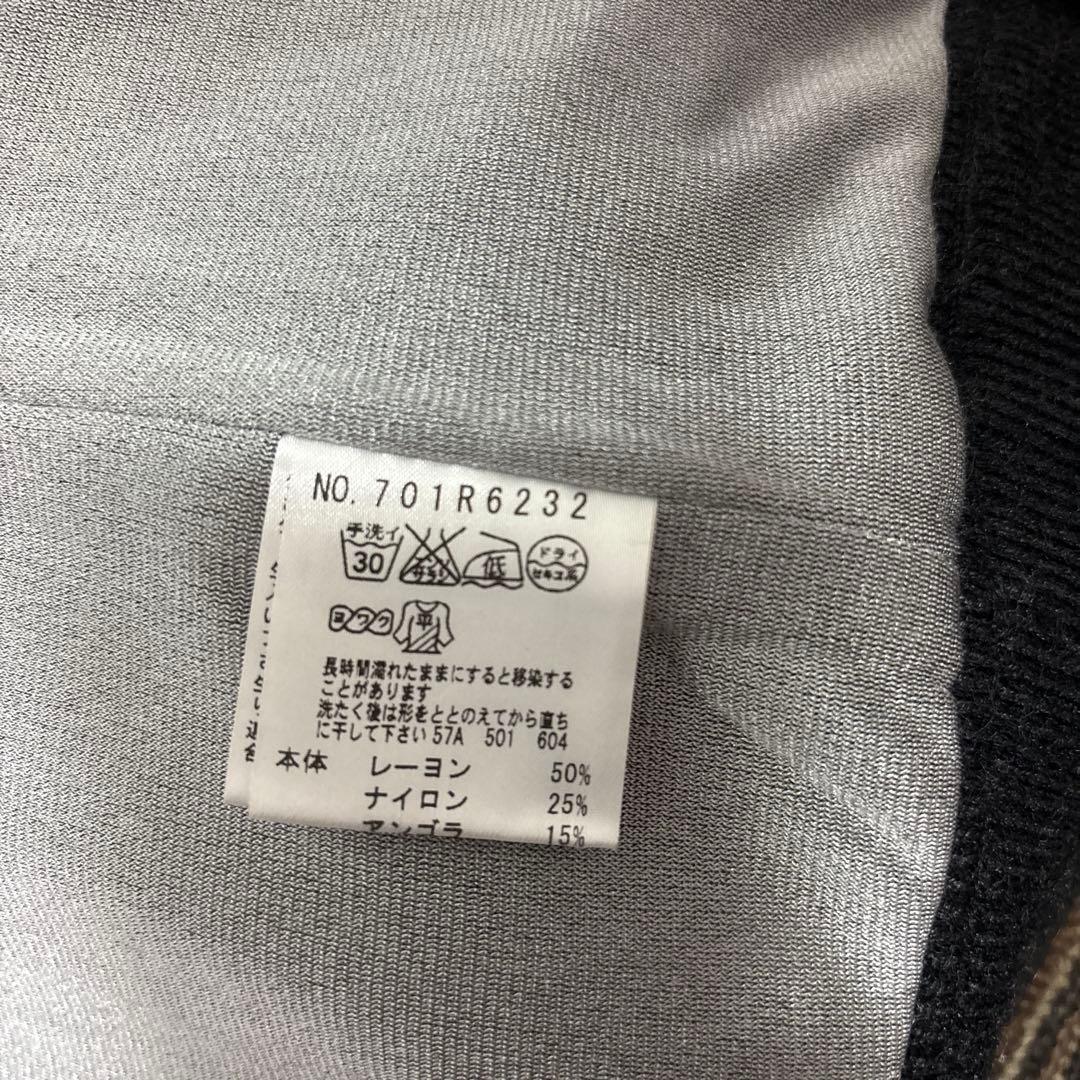 NO. 701R6232
手洗イ
30
サラシ
低
ドライ
セキユ系
ヨワク
平
長時間濡れたままにすると移染する
ことがあります
洗たく後は形をととのえてから直ち
に干して下さい 57A 501 604
本体 レーヨン 50%
ナイロン 25%
アンゴラ 15%